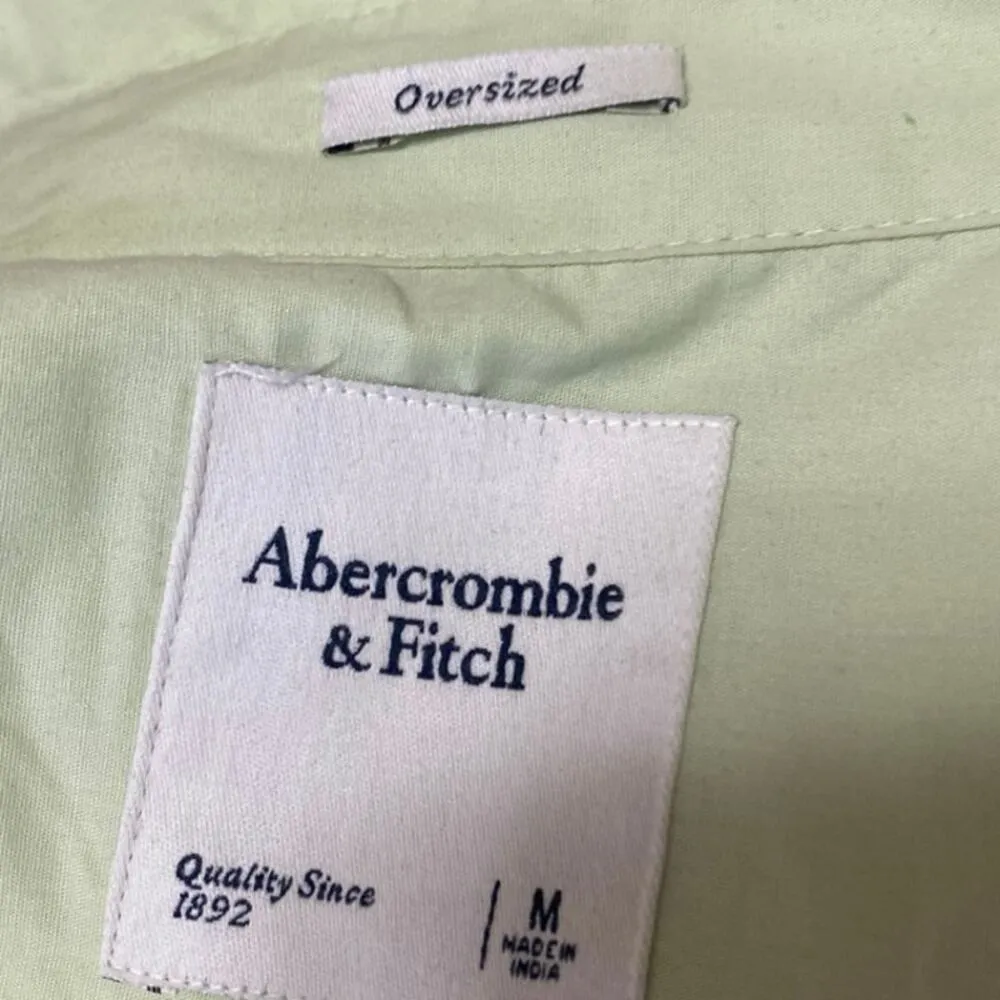 Oversized
Abercrombie
& Fitch
Quality Since
1892
M
MADE IN
INDIA